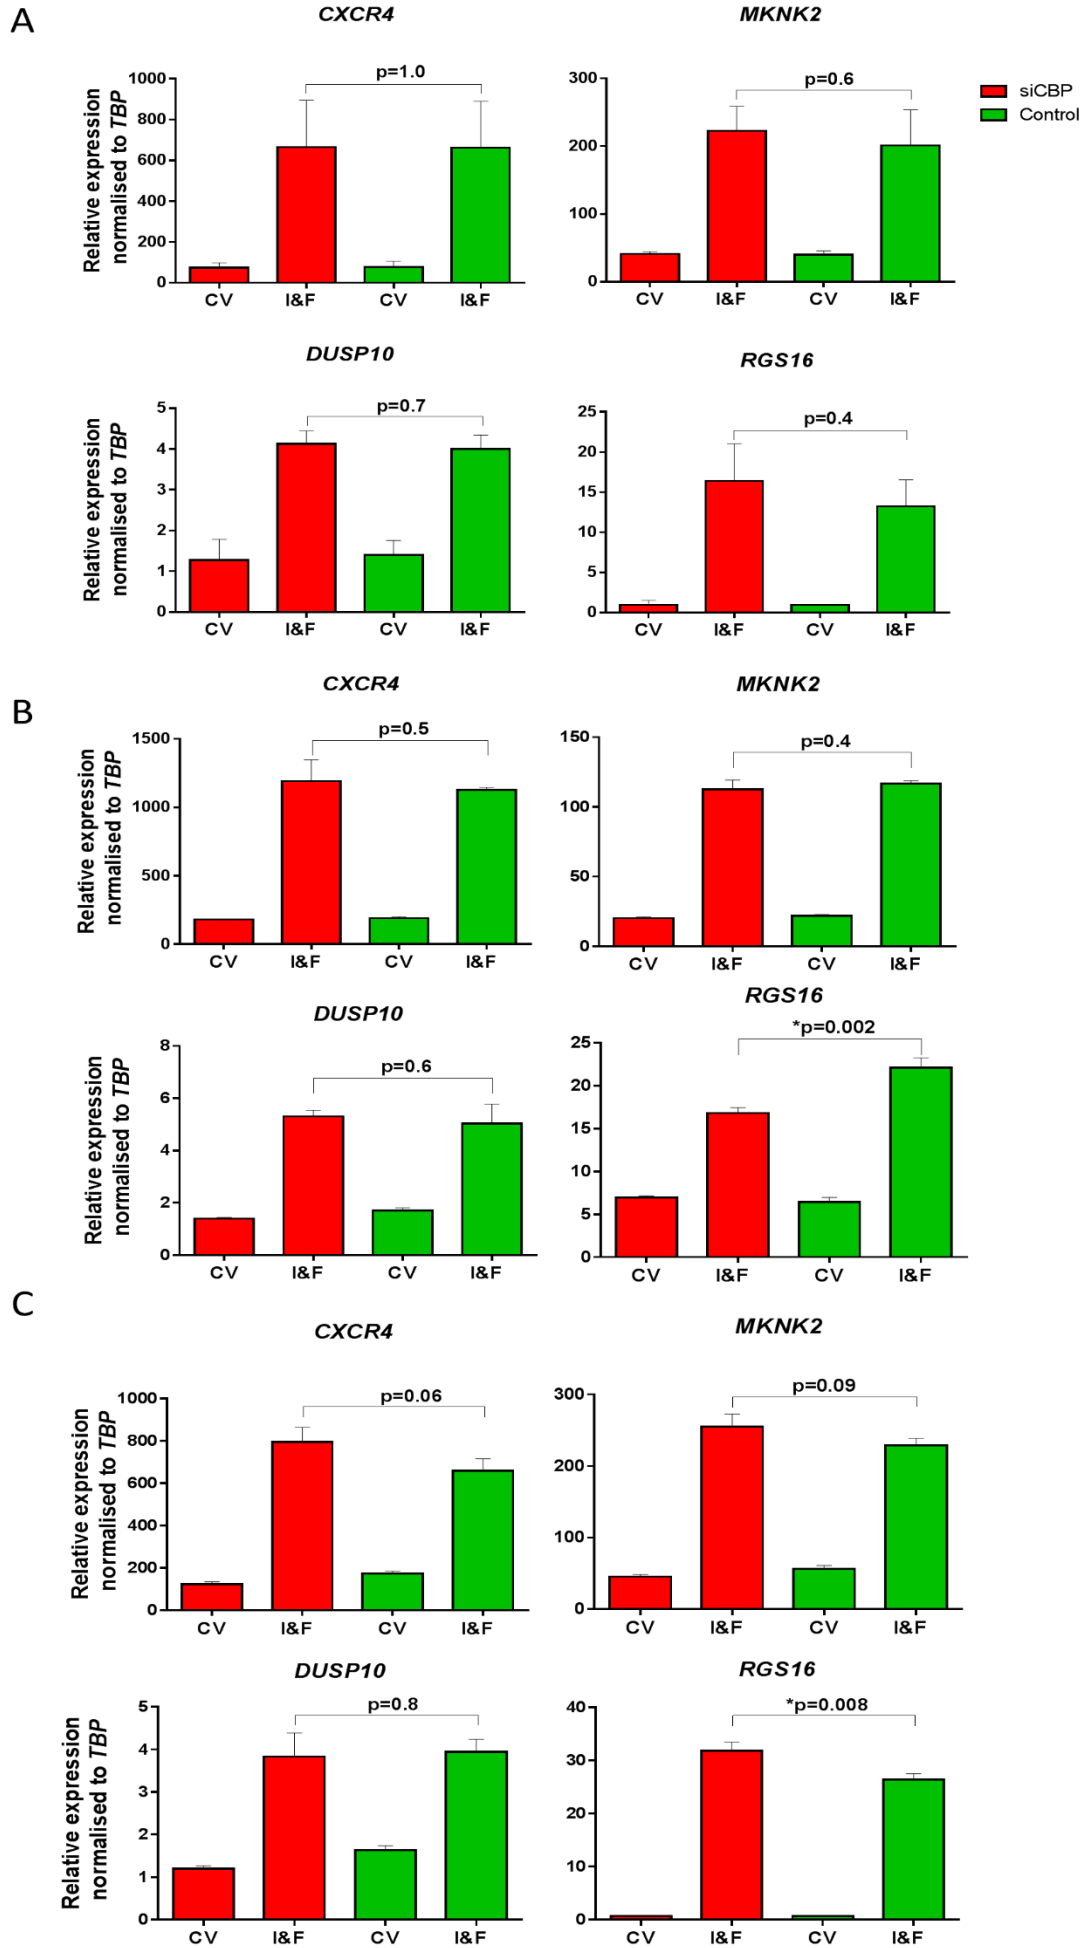 A
CXCR4
MKNK2
siCBP
Control
Relative expression
normalised to TBP
1000
800
600
400
200
0
p=1.0
CV
I&F
CV
I&F
300
200
100
0
p=0.6
CV
I&F
CV
I&F
DUSP10
RGS16
Relative expression
normalised to TBP
5
4
3
2
1
0
p=0.7
CV
I&F
CV
I&F
25
20
15
10
5
0
p=0.4
CV
I&F
CV
I&F
B
CXCR4
MKNK2
Relative expression
normalised to TBP
1500
1000
500
0
p=0.5
CV
I&F
CV
I&F
150
100
50
0
p=0.4
CV
I&F
CV
I&F
DUSP10
RGS16
Relative expression
normalised to TBP
8
6
4
2
0
p=0.6
CV
I&F
CV
I&F
25
20
15
10
5
0
*p=0.002
CV
I&F
CV
I&F
C
CXCR4
MKNK2
Relative expression
normalised to TBP
1000
800
600
400
200
0
p=0.06
CV
I&F
CV
I&F
300
200
100
0
p=0.09
CV
I&F
CV
I&F
DUSP10
RGS16
Relative expression
normalised to TBP
5
4
3
2
1
0
p=0.8
CV
I&F
CV
I&F
40
30
20
10
0
*p=0.008
CV
I&F
CV
I&F